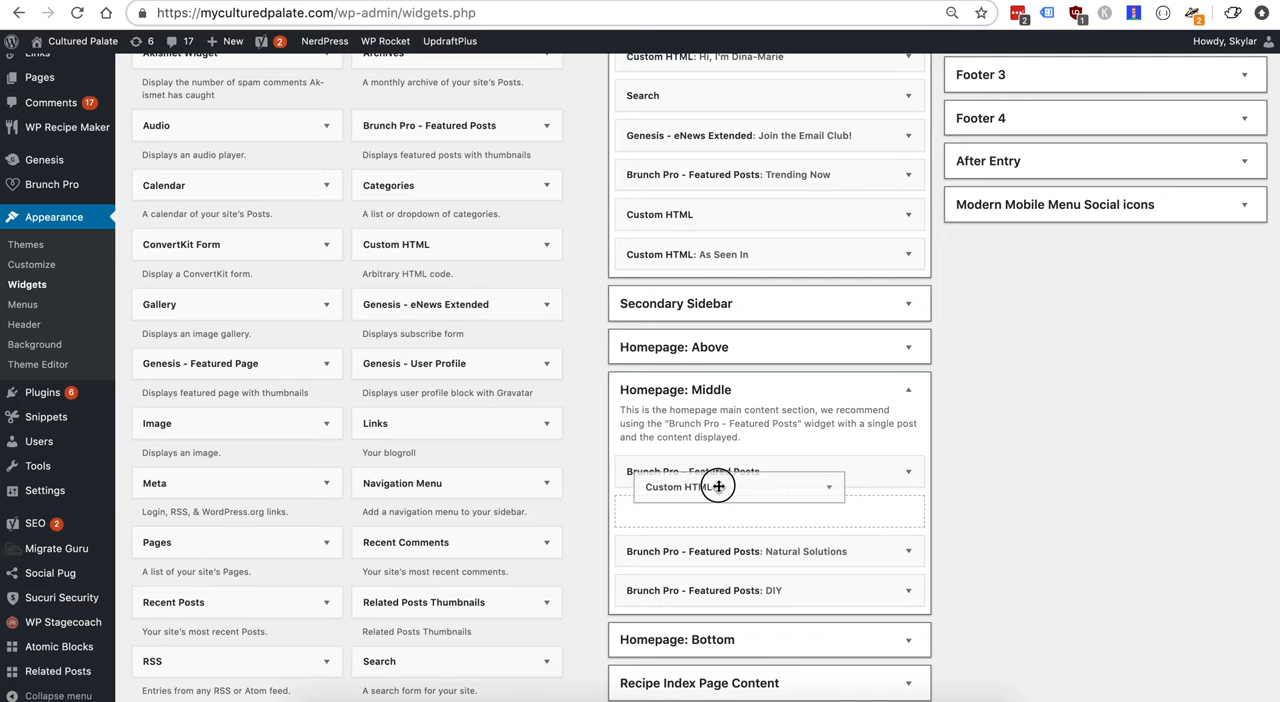 https://myculturedpalate.com/wp-admin/widgets.php
2
1
2
Cultured Palate
6
17
New
2
NerdPress
WP Rocket
UpdraftPlus
Howdy, Skylar
Links
Pages
Comments 17
WP Recipe Maker
Genesis
Brunch Pro
Appearance
Themes
Customize
Widgets
Menus
Header
Background
Theme Editor
Plugins 6
Snippets
Users
Tools
Settings
SEO 2
Migrate Guru
Social Pug
Sucuri Security
WP Stagecoach
Atomic Blocks
Related Posts
Collapse menu
Akismet Widget
Archives
Display the number of spam comments Ak-
ismet has caught
A monthly archive of your site's Posts.
Audio
Brunch Pro - Featured Posts
Displays an audio player.
Displays featured posts with thumbnails
Calendar
Categories
A calendar of your site's Posts.
A list or dropdown of categories.
ConvertKit Form
Custom HTML
Display a ConvertKit form.
Arbitrary HTML code.
Gallery
Genesis - eNews Extended
Displays an image gallery.
Displays subscribe form
Genesis - Featured Page
Genesis - User Profile
Displays featured page with thumbnails
Displays user profile block with Gravatar
Image
Links
Displays an image.
Your blogroll
Meta
Navigation Menu
Login, RSS, & WordPress.org links.
Add a navigation menu to your sidebar.
Pages
Recent Comments
A list of your site's Pages.
Your site's most recent comments.
Recent Posts
Related Posts Thumbnails
Your site's most recent Posts.
Related Posts Thumbnails
RSS
Search
Entries from any RSS or Atom feed.
A search form for your site.
Custom HTML: Hi, I'm Dina-Marie
Search
Genesis - eNews Extended: Join the Email Club!
Brunch Pro - Featured Posts: Trending Now
Custom HTML
Custom HTML: As Seen In
Secondary Sidebar
Homepage: Above
Homepage: Middle
This is the homepage main content section, we recommend
using the "Brunch Pro - Featured Posts" widget with a single post
and the content displayed.
Brunch Pro - Featured Posts
Custom HTML
Brunch Pro - Featured Posts: Natural Solutions
Brunch Pro - Featured Posts: DIY
Homepage: Bottom
Recipe Index Page Content
Footer 3
Footer 4
After Entry
Modern Mobile Menu Social icons